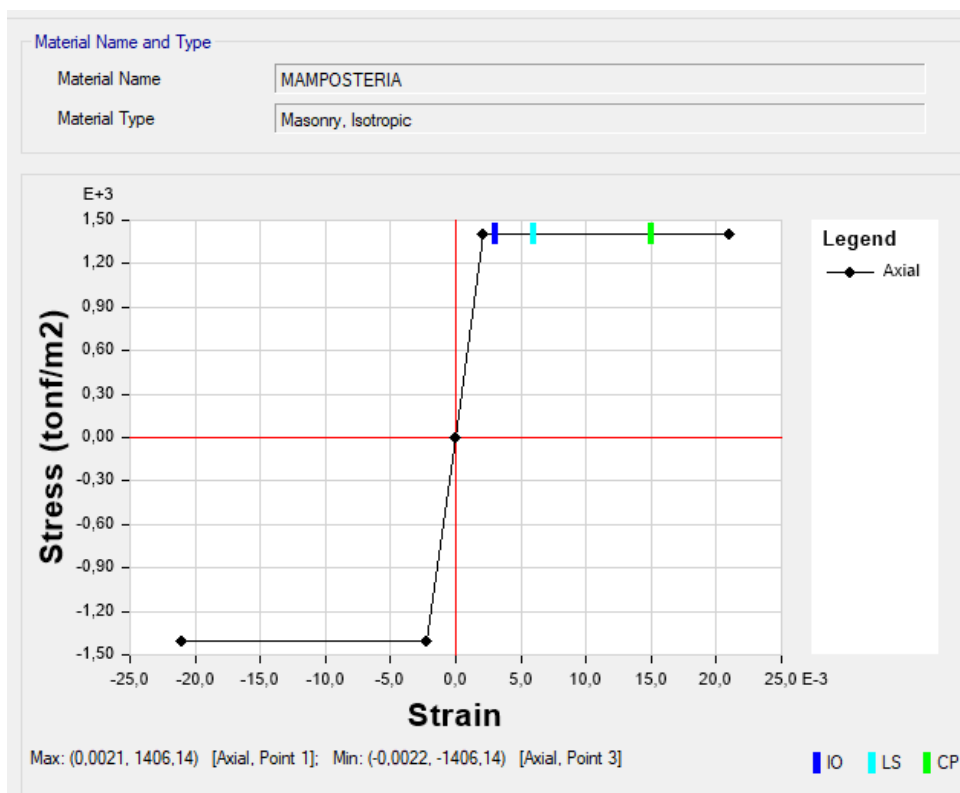 Material Name and Type
Material Name MAMPOSTERIA
Material Type Masonry, Isotropic
E+3
1,50
1,20
0,90
0,60
0,30
0,00
-0,30
-0,60
-0,90
-1,20
-1,50
Stress (tonf/m2)
-25,0 -20,0 -15,0 -10,0 -5,0 0,0 5,0 10,0 15,0 20,0 25,0 E-3
Strain
Legend
Axial
Max: (0,0021, 1406,14) [Axial, Point 1]; Min: (-0,0022, -1406,14) [Axial, Point 3]
IO LS CP